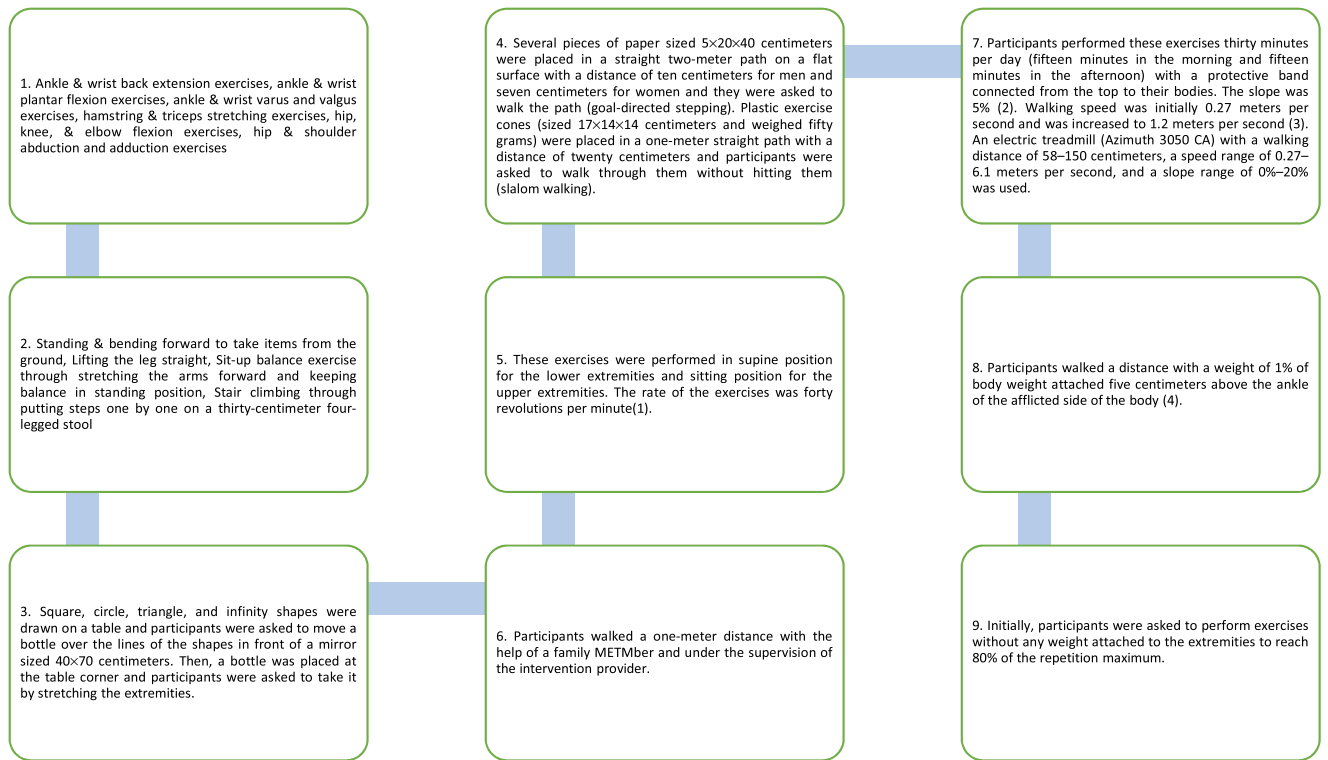 1. Ankle & wrist back extension exercises, ankle & wrist
plantar flexion exercises, ankle & wrist varus and valgus
exercises, hamstring & triceps stretching exercises, hip,
knee, & elbow flexion exercises, hip & shoulder
abduction and adduction exercises
2. Standing & bending forward to take items from the
ground, Lifting the leg straight, Sit-up balance exercise
through stretching the arms forward and keeping
balance in standing position, Stair climbing through
putting steps one by one on a thirty-centimeter four-
legged stool
3. Square, circle, triangle, and infinity shapes were
drawn on a table and participants were asked to move a
bottle over the lines of the shapes in front of a mirror
sized 40×70 centimeters. Then, a bottle was placed at
the table corner and participants were asked to take it
by stretching the extremities.
4. Several pieces of paper sized 5×20×40 centimeters
were placed in a straight two-meter path on a flat
surface with a distance of ten centimeters for men and
seven centimeters for women and they were asked to
walk the path (goal-directed stepping). Plastic exercise
cones (sized 17×14×14 centimeters and weighed fifty
grams) were placed in a one-meter straight path with a
distance of twenty centimeters and participants were
asked to walk through them without hitting them
(slalom walking).
5. These exercises were performed in supine position
for the lower extremities and sitting position for the
upper extremities. The rate of the exercises was forty
revolutions per minute(1).
6. Participants walked a one-meter distance with the
help of a family METMber and under the supervision of
the intervention provider.
7. Participants performed these exercises thirty minutes
per day (fifteen minutes in the morning and fifteen
minutes in the afternoon) with a protective band
connected from the top to their bodies. The slope was
5% (2). Walking speed was initially 0.27 meters per
second and was increased to 1.2 meters per second (3).
An electric treadmill (Azimuth 3050 CA) with a walking
distance of 58–150 centimeters, a speed range of 0.27–
6.1 meters per second, and a slope range of 0%–20%
was used.
8. Participants walked a distance with a weight of 1% of
body weight attached five centimeters above the ankle
of the afflicted side of the body (4).
9. Initially, participants were asked to perform exercises
without any weight attached to the extremities to reach
80% of the repetition maximum.